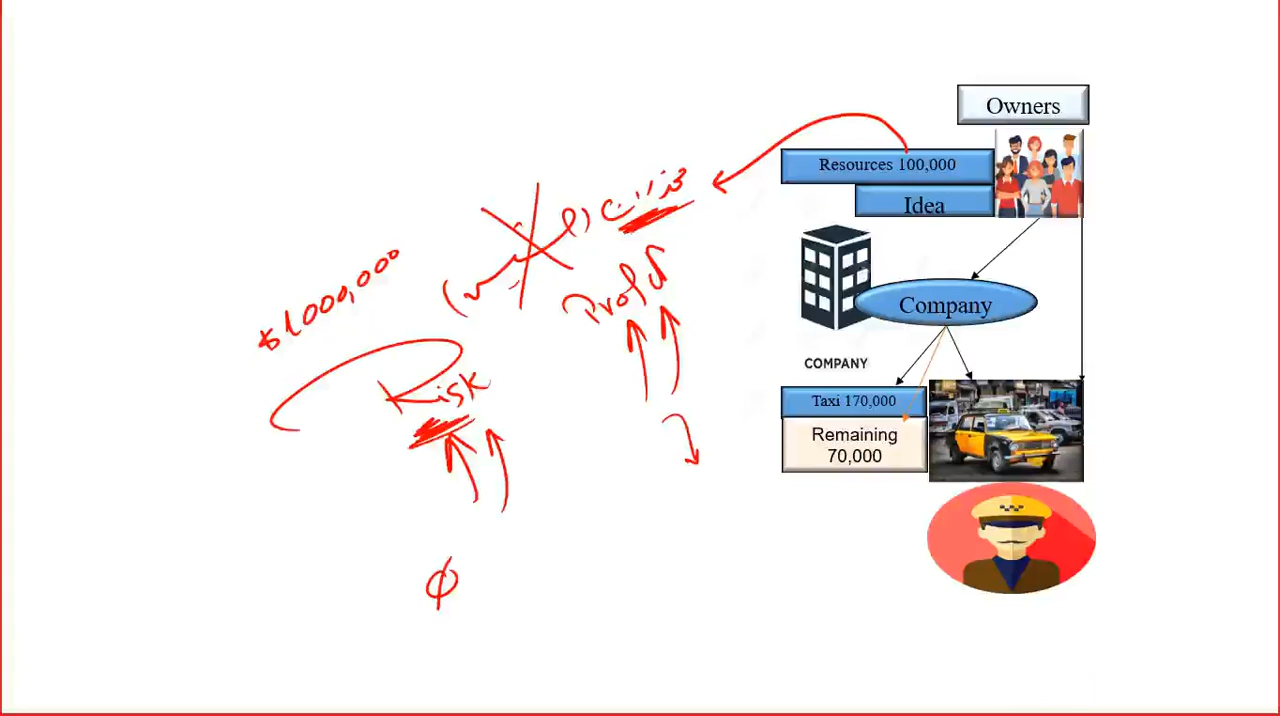 Owners
Resources 100,000
Idea
Company
COMPANY
Taxi 170,000
Remaining
70,000
Profit
$1,000,000
Risk